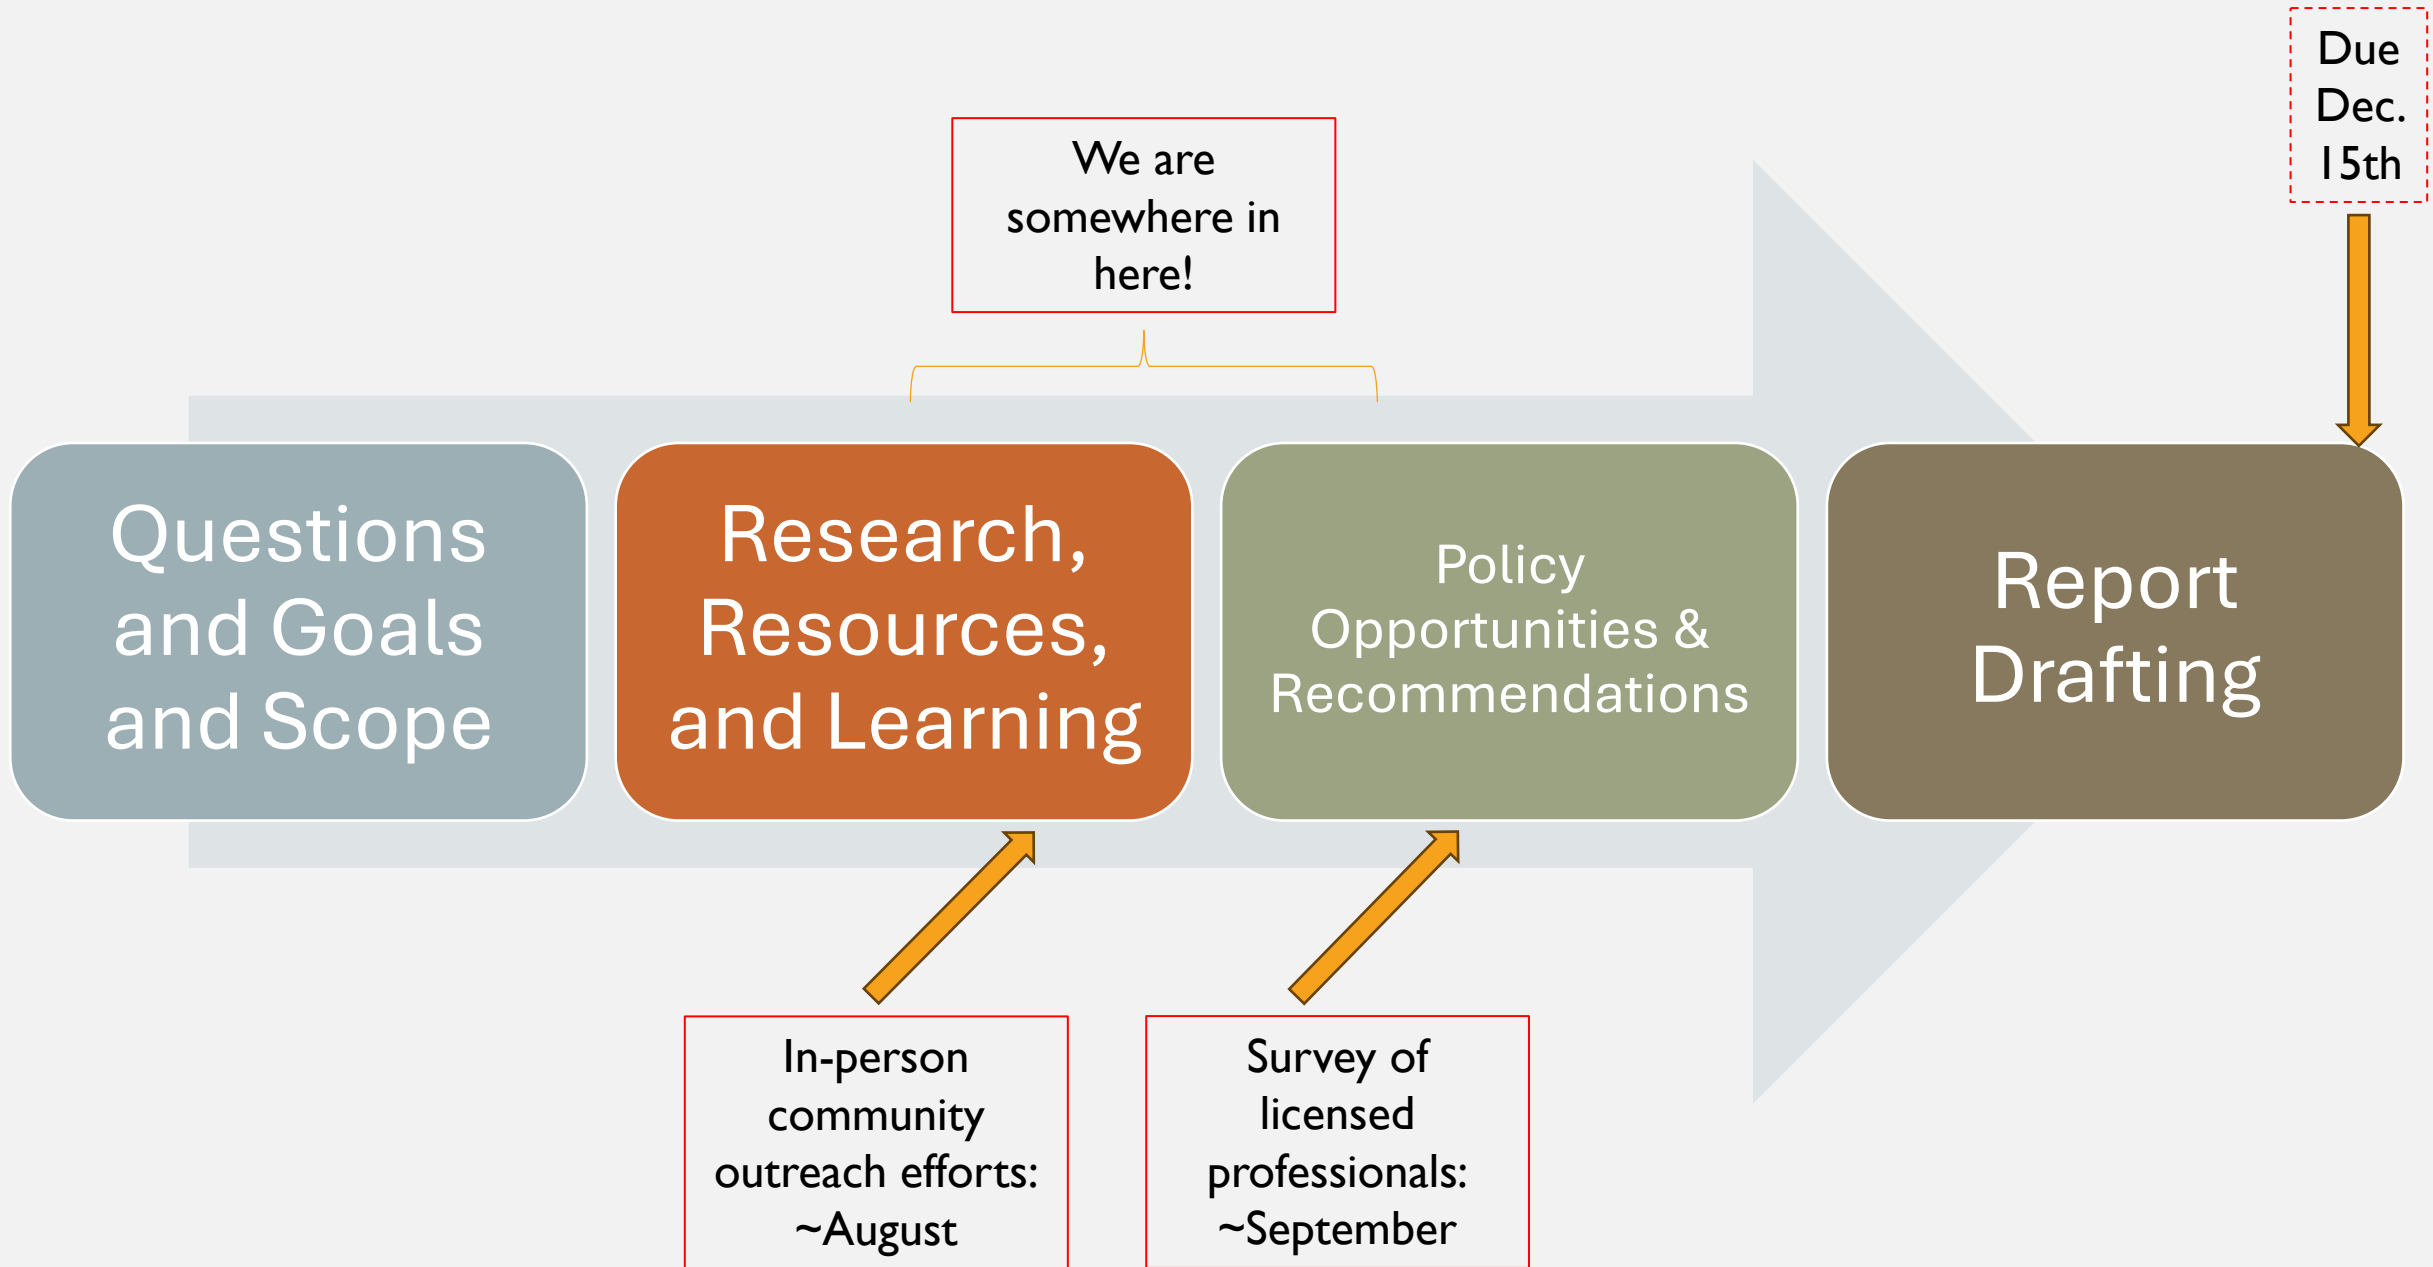 Due
Dec.
15th
We are
somewhere in
here!
Questions
and Goals
and Scope
Research,
Resources,
and Learning
Policy
Opportunities &
Recommendations
Report
Drafting
In-person
community
outreach efforts:
~August
Survey of
licensed
professionals:
~September